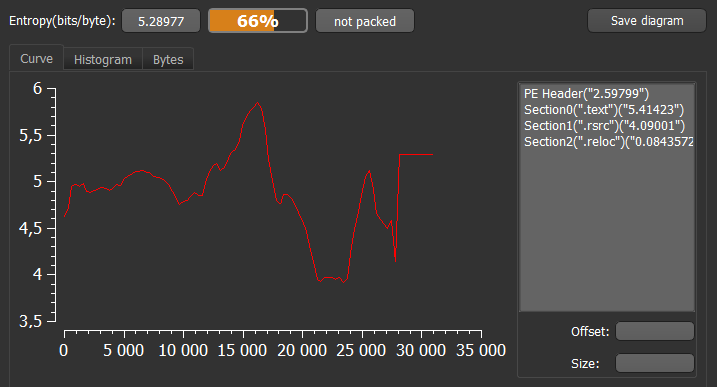 Entropy(bits/byte): 5.28977 66% not packed Save diagram
Curve Histogram Bytes
6
5,5
5
4,5
4
3,5
0 5 000 10 000 15 000 20 000 25 000 30 000 35 000
PE Header("2.59799")
Section0(".text")("5.41423")
Section1(".rsrc")("4.09001")
Section2(".reloc")("0.0843572
Offset:
Size: